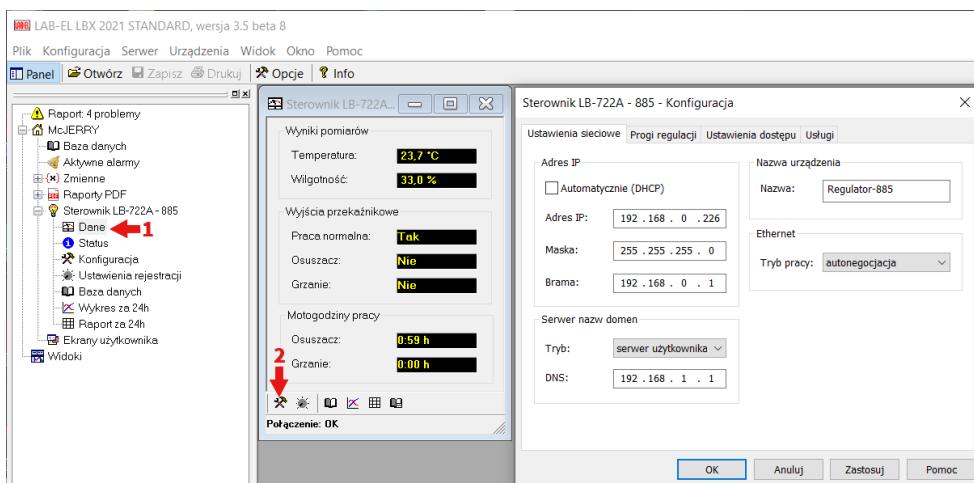 LAB-EL LBX 2021 STANDARD, wersja 3.5 beta 8
Plik Konfiguracja Serwer Urządzenia Widok Okno Pomoc
Panel Otwórz Zapisz Drukuj Opcje Info
Raport: 4 problemy
McJERRY
Baza danych
Aktywne alarmy
Zmienne
Raporty PDF
Sterownik LB-722A - 885
Dane 1
Status
Konfiguracja
Ustawienia rejestracji
Baza danych
Wykres za 24h
Raport za 24h
Ekrany użytkownika
Widoki
Sterownik LB-722A...
Wyniki pomiarów
Temperatura: 23,7 °C
Wilgotność: 33,0 %
Wyjścia przekaźnikowe
Praca normalna: Tak
Osuszacz: Nie
Grzanie: Nie
Motogodziny pracy
Osuszacz: 0:59 h
Grzanie: 0:00 h
2
Połączenie: OK
Sterownik LB-722A - 885 - Konfiguracja
Ustawienia sieciowe Progi regulacji Ustawienia dostępu Usługi
Adres IP
Automatycznie (DHCP)
Adres IP: 192 . 168 . 0 . 226
Maska: 255 . 255 . 255 . 0
Brama: 192 . 168 . 0 . 1
Serwer nazw domen
Tryb: serwer użytkownika
DNS: 192 . 168 . 1 . 1
Nazwa urządzenia
Nazwa: Regulator-885
Ethernet
Tryb pracy: autonegocjacja
OK Anuluj Zastosuj Pomoc